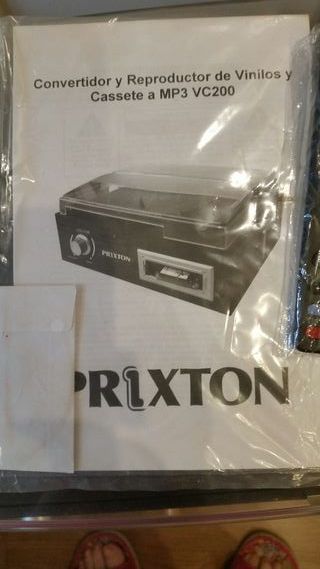 Convertidor y Reproductor de Vinilos y
Cassete a MP3 VC200
PRIXTON
PRIXTON